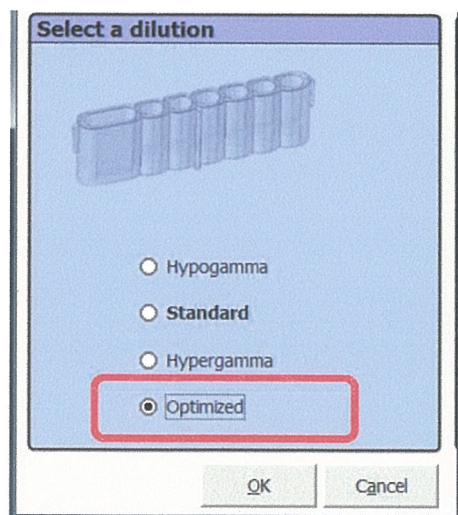 Select a dilution
Hypogamma
Standard
Hypergamma
Optimized
OK
Cancel